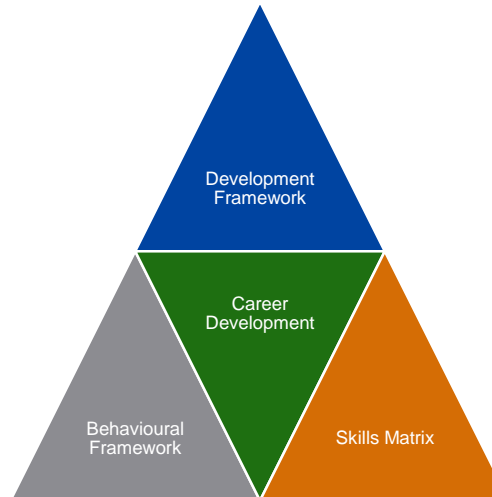 Development
Framework
Career
Development
Behavioural
Framework
Skills Matrix